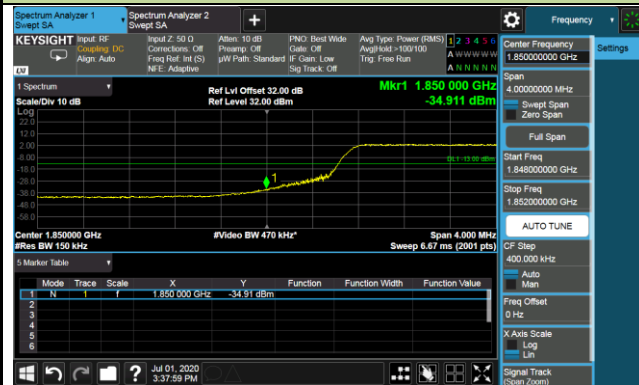 Spectrum Analyzer 1
Swept SA
Spectrum Analyzer 2
Swept SA
+
Frequency
KEYSIGHT
LXI
Input: RF
Coupling: DC
Align: Auto
Input Z: 50 Ω
Corrections: Off
Freq Ref: Int (S)
NFE: Adaptive
Atten: 10 dB
Preamp: Off
µW Path: Standard
PNO: Best Wide
Gate: Off
IF Gain: Low
Sig Track: Off
Avg Type: Power (RMS)
Avg|Hold:>100/100
Trig: Free Run
1 2 3 4 5 6
A W W W W W
A N N N N N
1 Spectrum
Scale/Div 10 dB
Ref Lvl Offset 32.00 dB
Ref Level 32.00 dBm
Mkr1 1.850 000 GHz
-34.911 dBm
Log
22.0
12.0
2.00
-8.00
-18.0
-28.0
-38.0
-48.0
-58.0
DL1 -13.00 dBm
1
Center 1.850000 GHz
#Res BW 150 kHz
#Video BW 470 kHz*
Span 4.000 MHz
Sweep 6.67 ms (2001 pts)
5 Marker Table
Mode Trace Scale X Y Function Function Width Function Value
1 N 1 f 1.850 000 GHz -34.91 dBm
2
3
4
5
6
Jul 01, 2020
3:37:59 PM
Center Frequency
1.850000000 GHz
Settings
Span
4.00000000 MHz
Swept Span
Zero Span
Full Span
Start Freq
1.848000000 GHz
Stop Freq
1.852000000 GHz
AUTO TUNE
CF Step
400.000 kHz
Auto
Man
Freq Offset
0 Hz
X Axis Scale
Log
Lin
Signal Track
(Span Zoom)